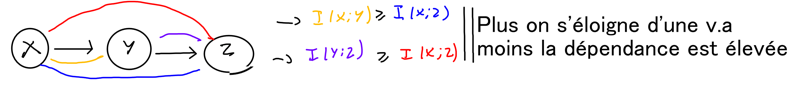 X → Y → Z
→ I(X;Y) ≥ I(X;Z)
→ I(Y;Z) ≥ I(X;Z)
Plus on s'éloigne d'une v.a
moins la dépendance est élevée